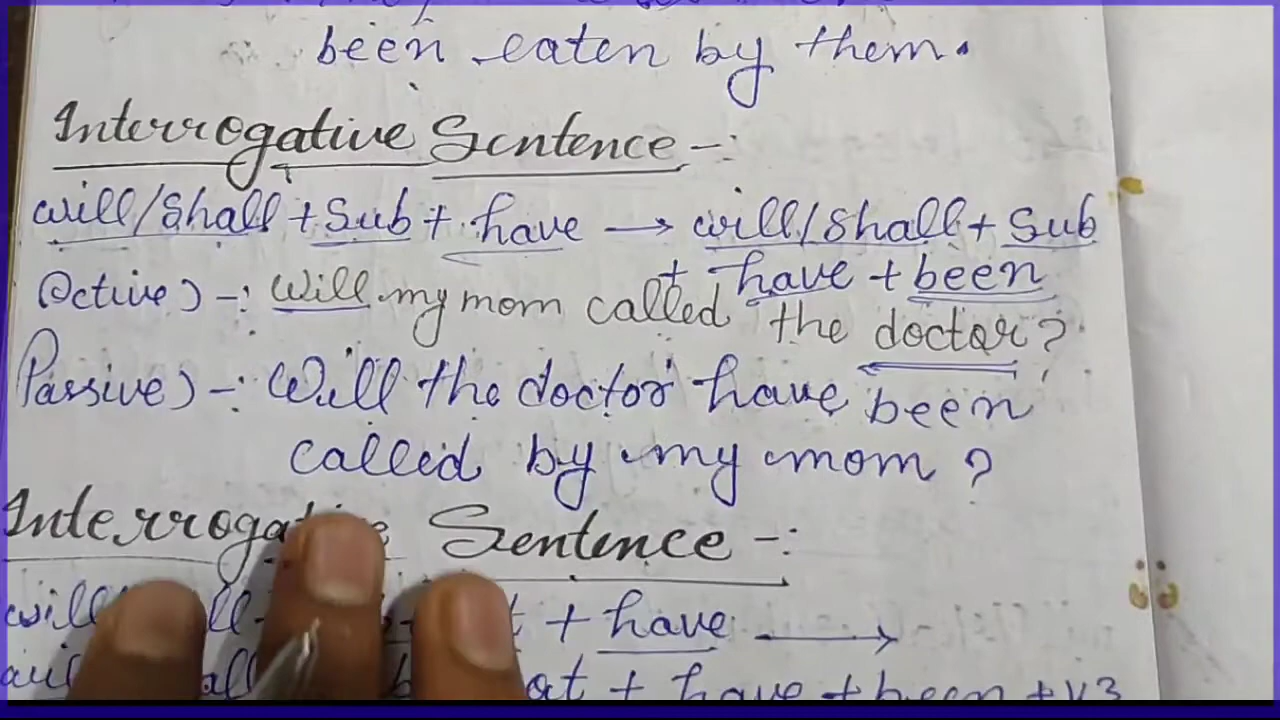 been eaten by them.
Interrogative Sentence -:
will/Shall + Sub + have → will/Shall + Sub
+ have + been
Active) -: Will my mom called the doctor?
Passive) -: Will the doctor have been
called by my mom ?
Interrogative Sentence -:
+ have →
+ have + been + v3